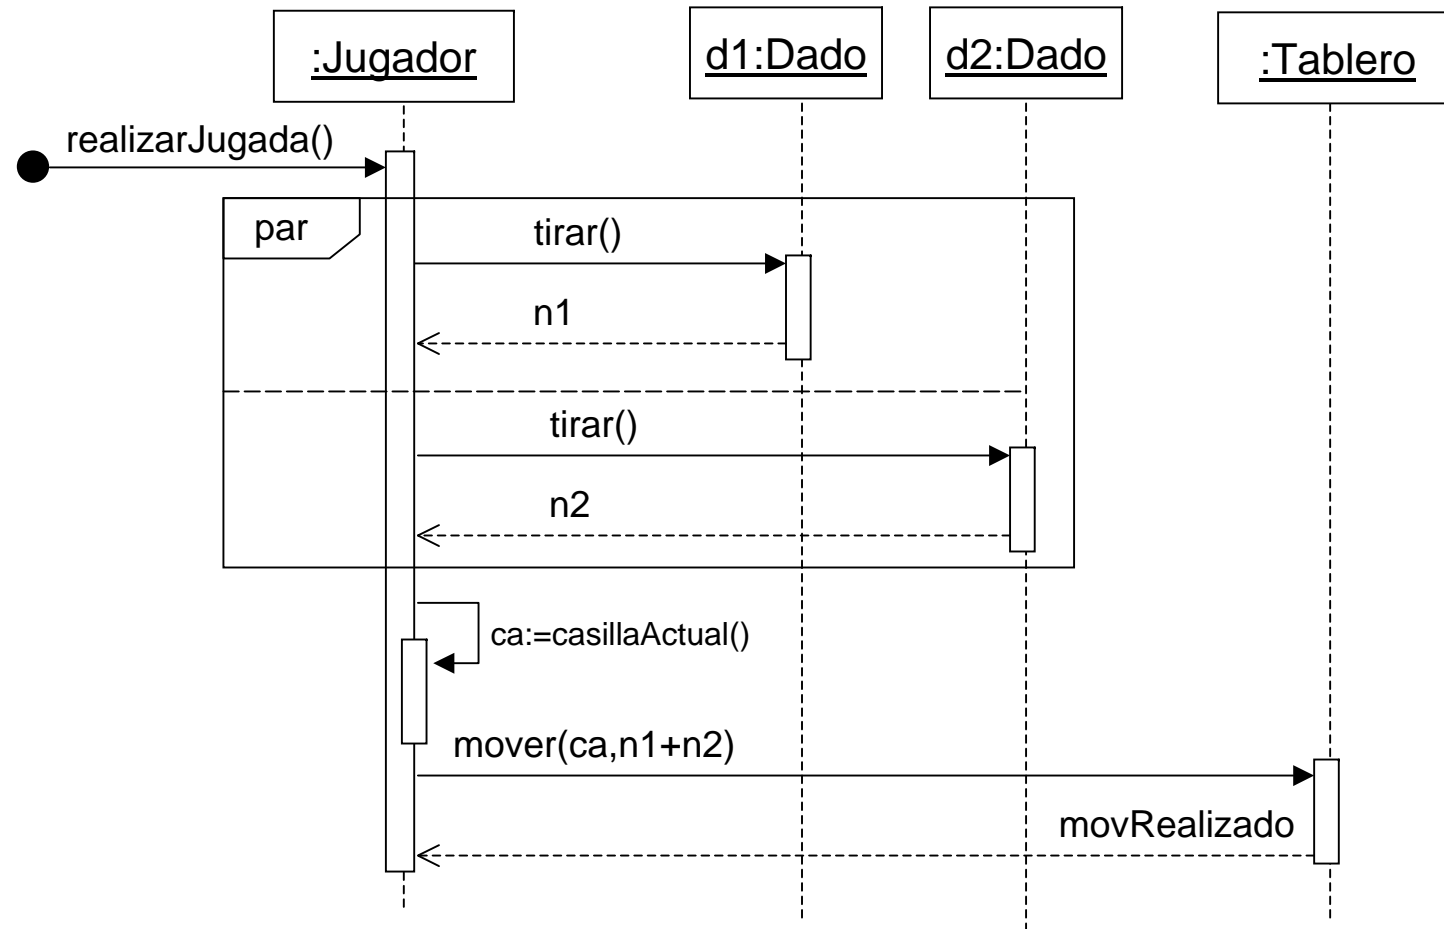 :Jugador
d1:Dado
d2:Dado
:Tablero
realizarJugada()
par
tirar()
n1
tirar()
n2
ca:=casillaActual()
mover(ca,n1+n2)
movRealizado